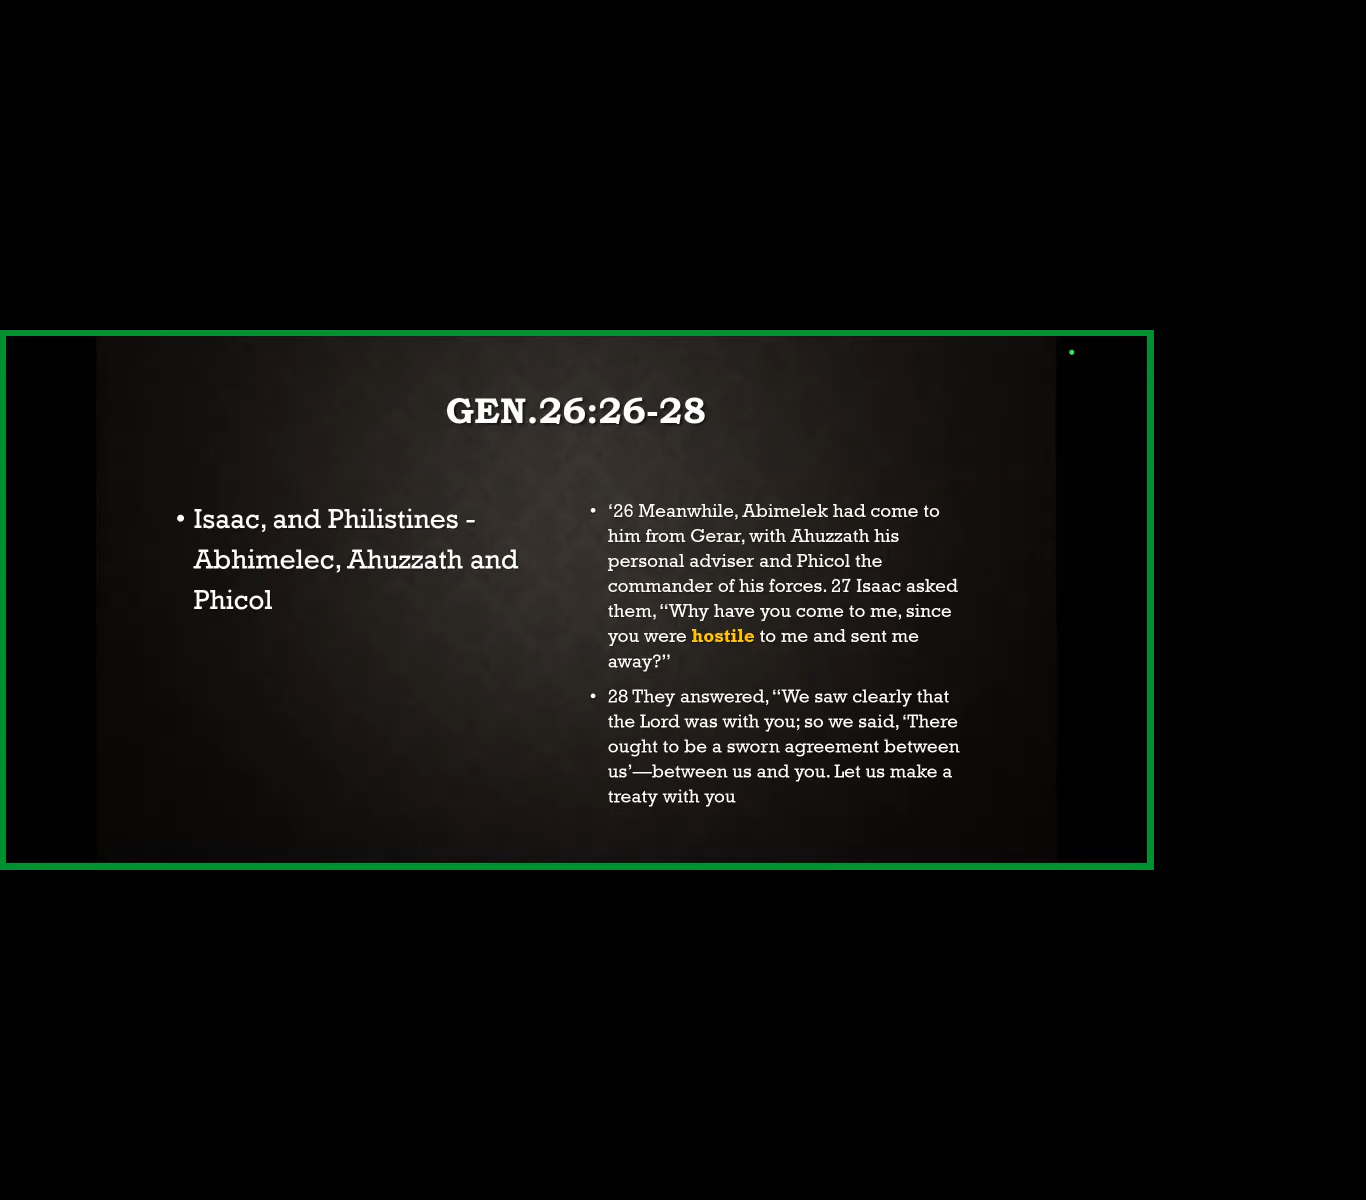 GEN.26:26-28
• Isaac, and Philistines -
Abhimelec, Ahuzzath and
Phicol
• ‘26 Meanwhile, Abimelek had come to
him from Gerar, with Ahuzzath his
personal adviser and Phicol the
commander of his forces. 27 Isaac asked
them, “Why have you come to me, since
you were hostile to me and sent me
away?”
• 28 They answered, “We saw clearly that
the Lord was with you; so we said, ‘There
ought to be a sworn agreement between
us’—between us and you. Let us make a
treaty with you